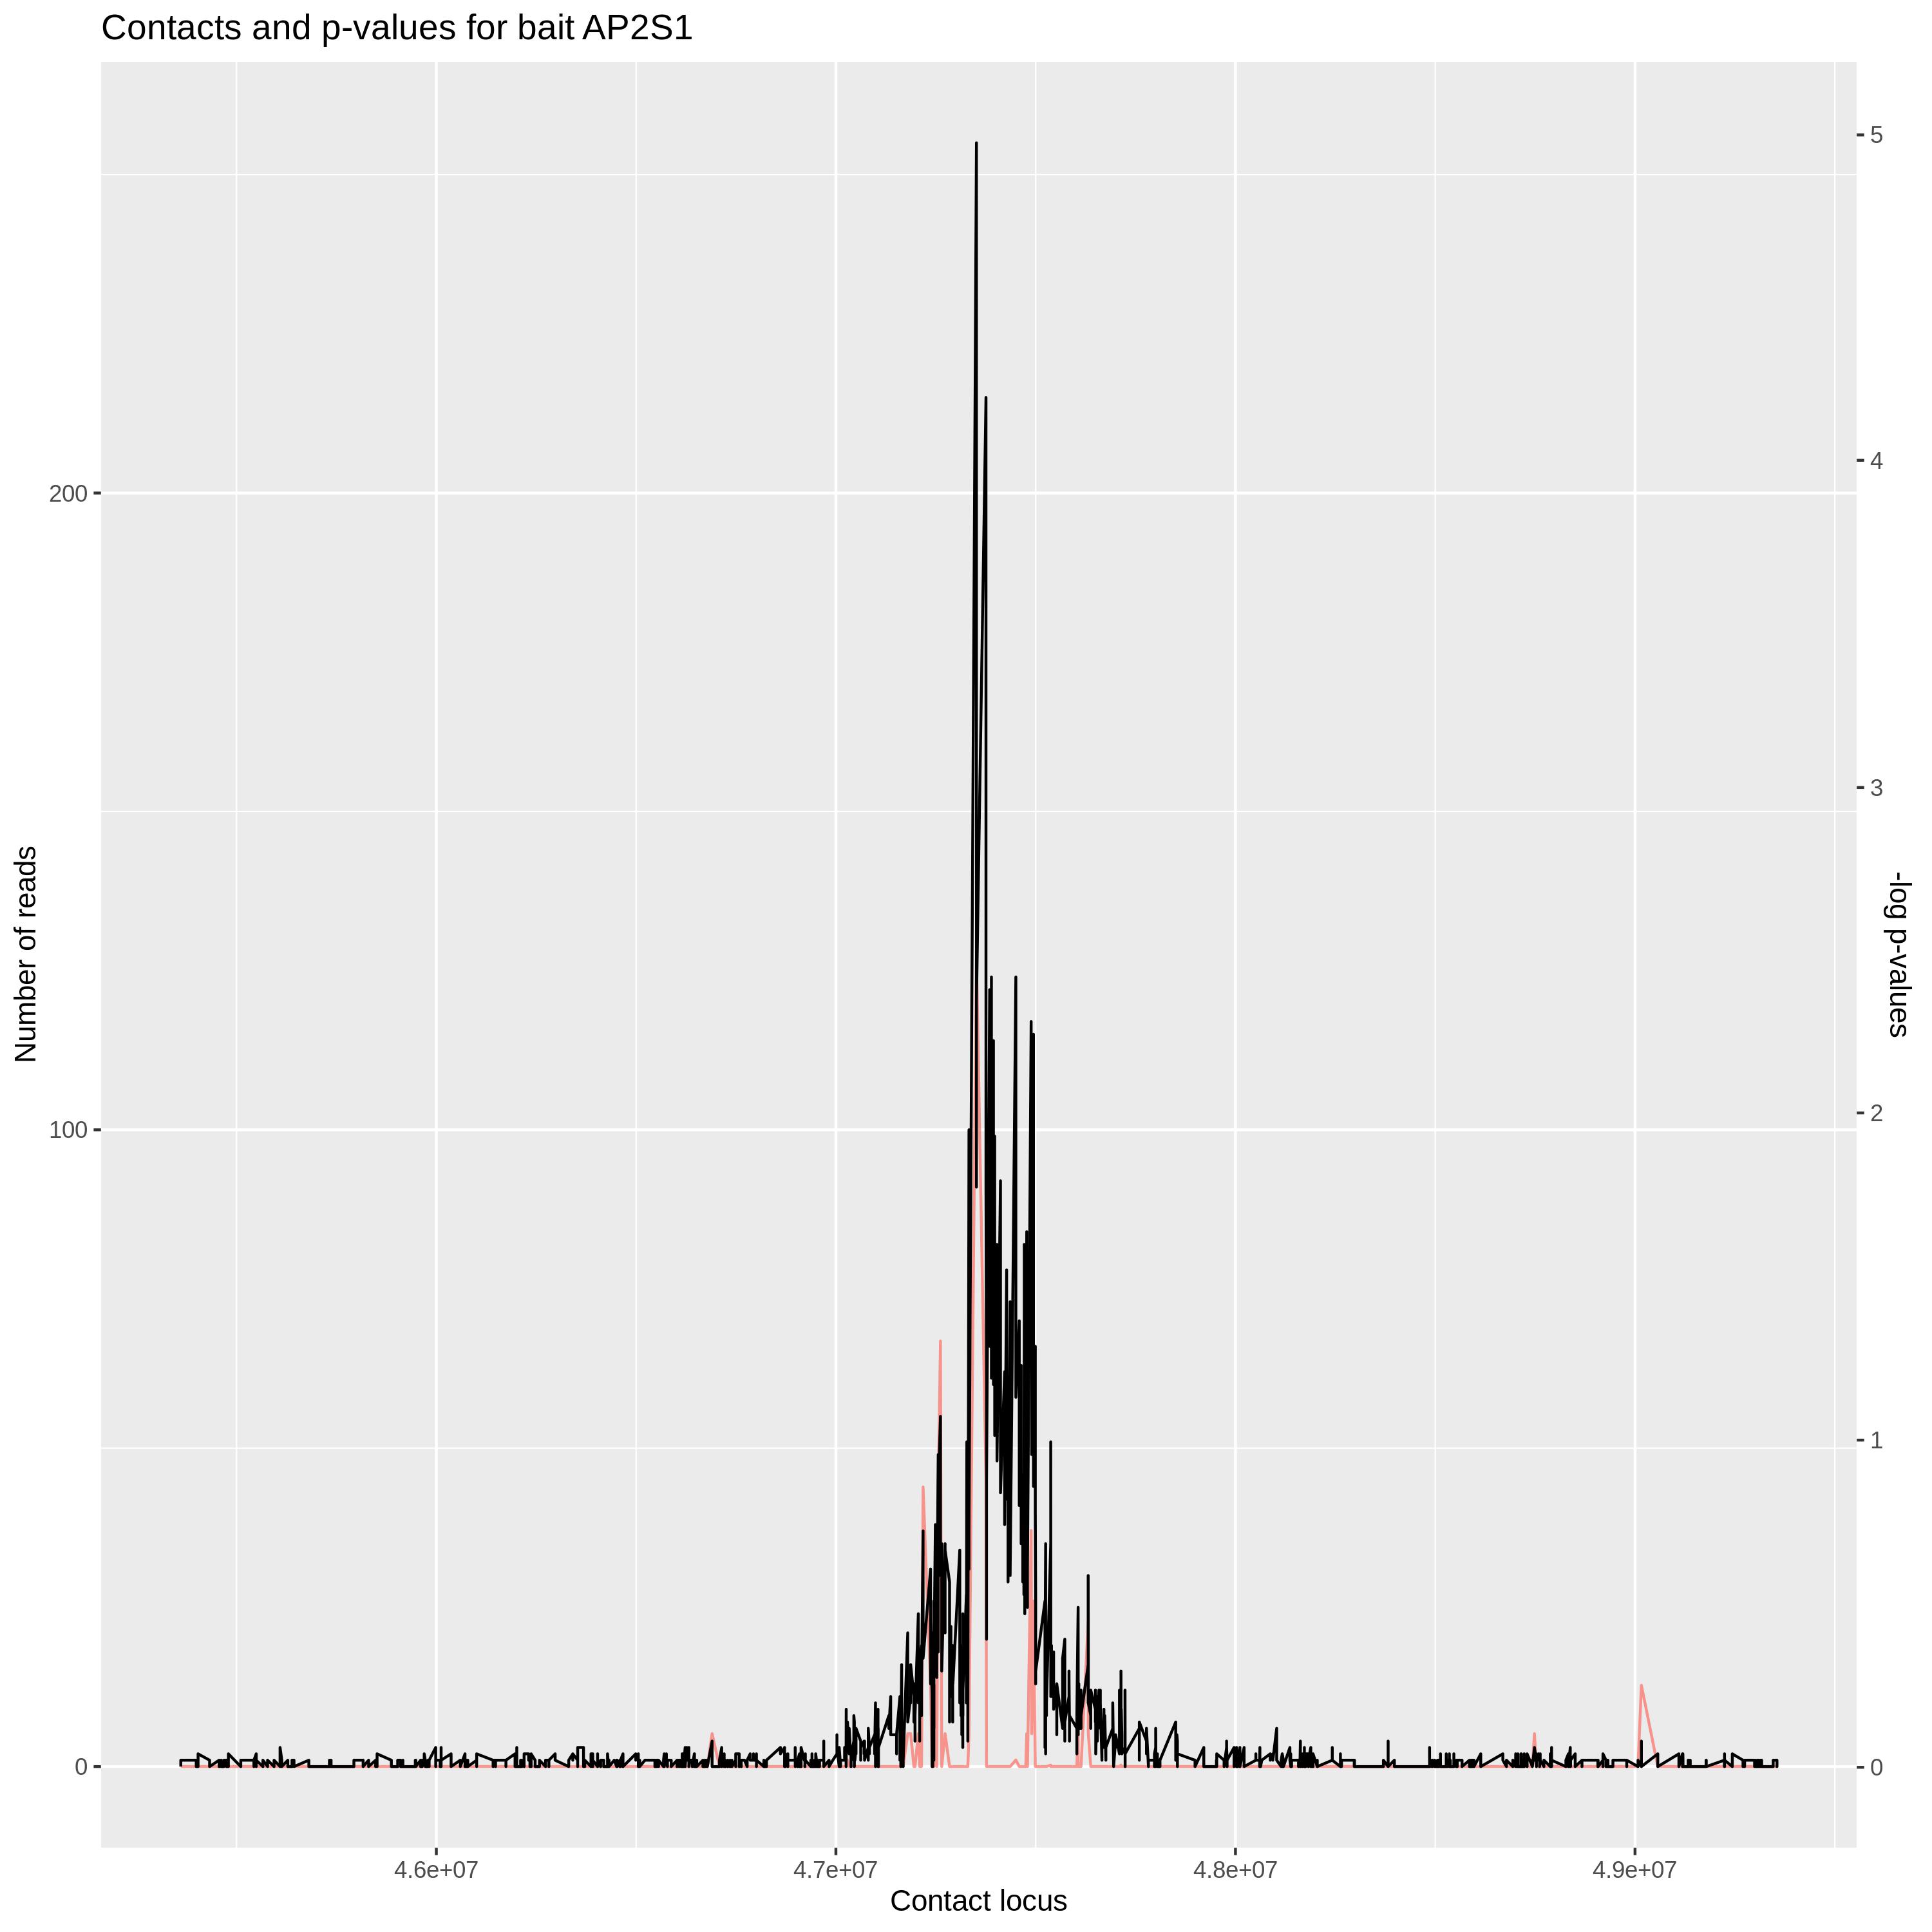 Contacts and p-values for bait AP2S1
Number of reads
200
100
0
5
4
3
2
1
0
-log p-values
4.6e+07
4.7e+07
4.8e+07
4.9e+07
Contact locus